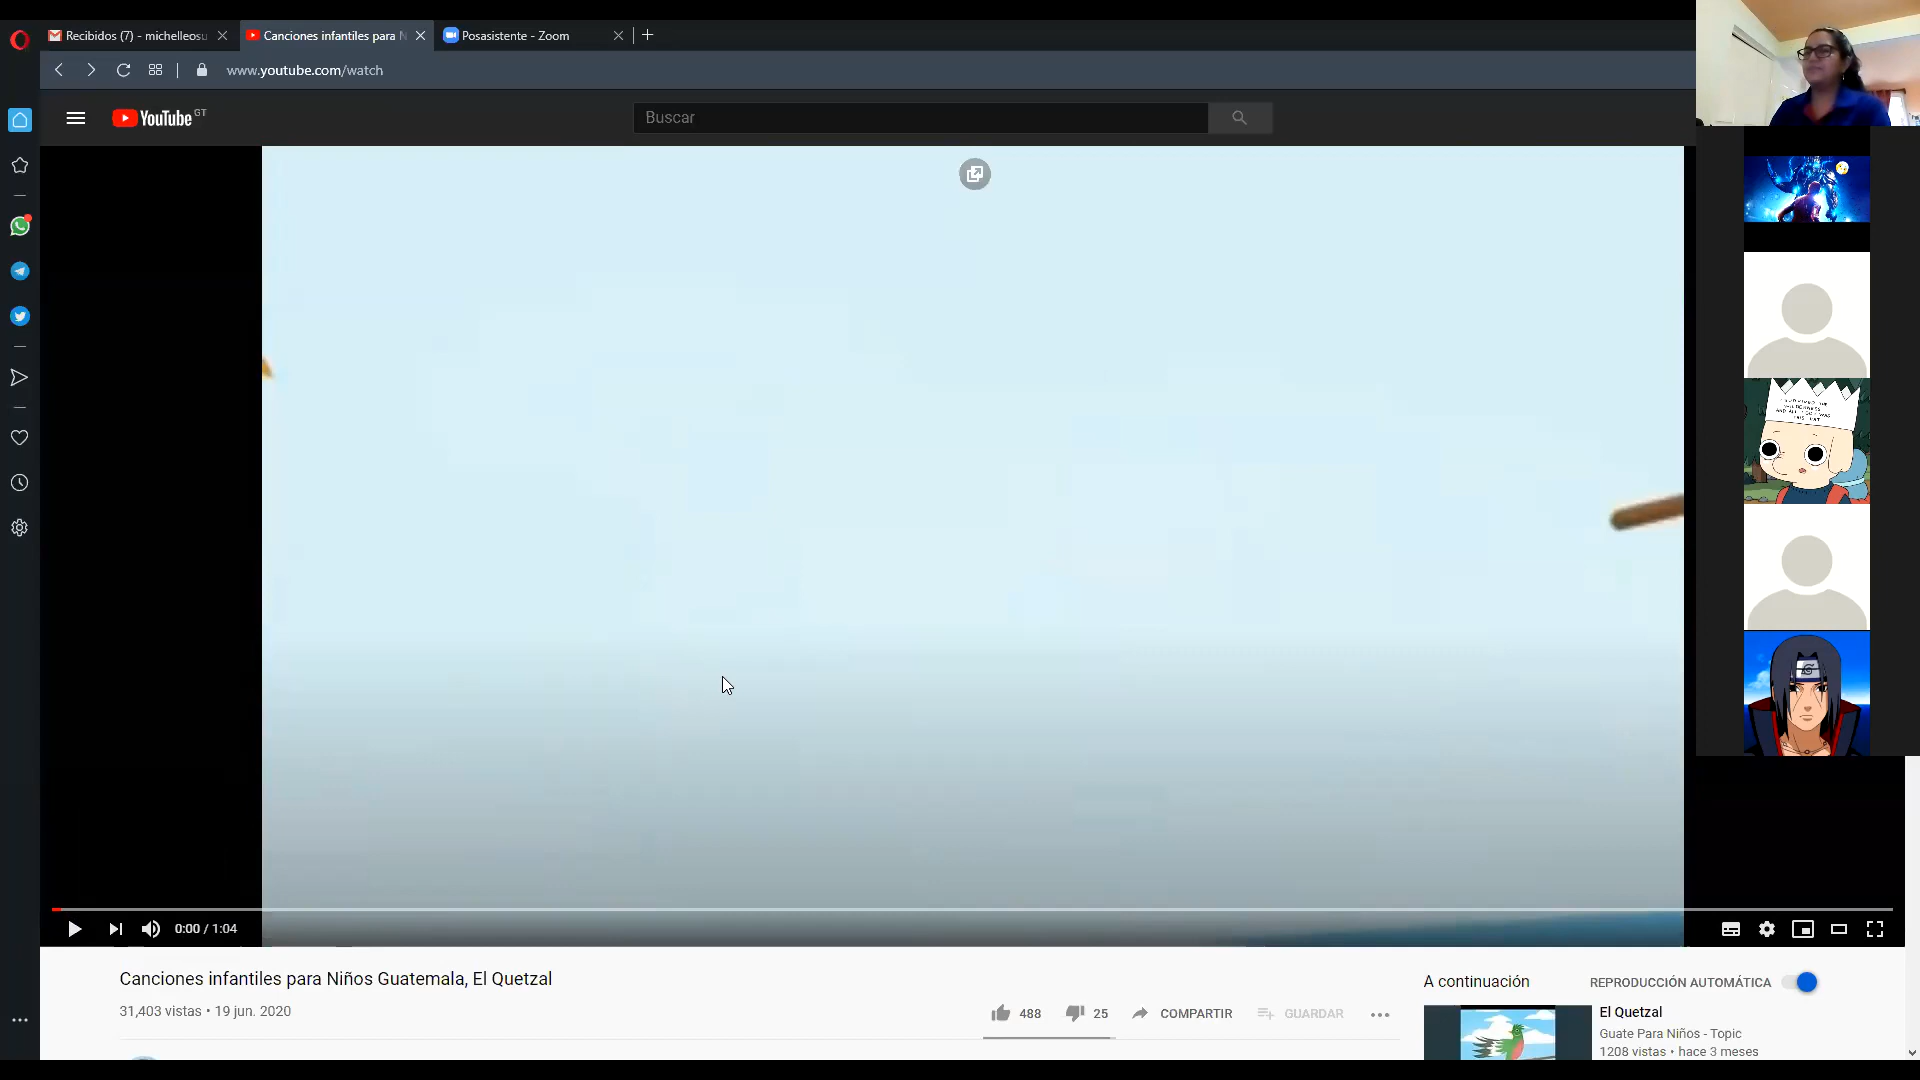 Recibidos (7) - michelleosu
Canciones infantiles para N
Posasistente - Zoom
www.youtube.com/watch
YouTube GT
Buscar
0:00 / 1:04
Canciones infantiles para Niños Guatemala, El Quetzal
31,403 vistas • 19 jun. 2020
488
25
COMPARTIR
GUARDAR
A continuación
REPRODUCCIÓN AUTOMÁTICA
El Quetzal
Guate Para Niños - Topic
1208 vistas • hace 3 meses